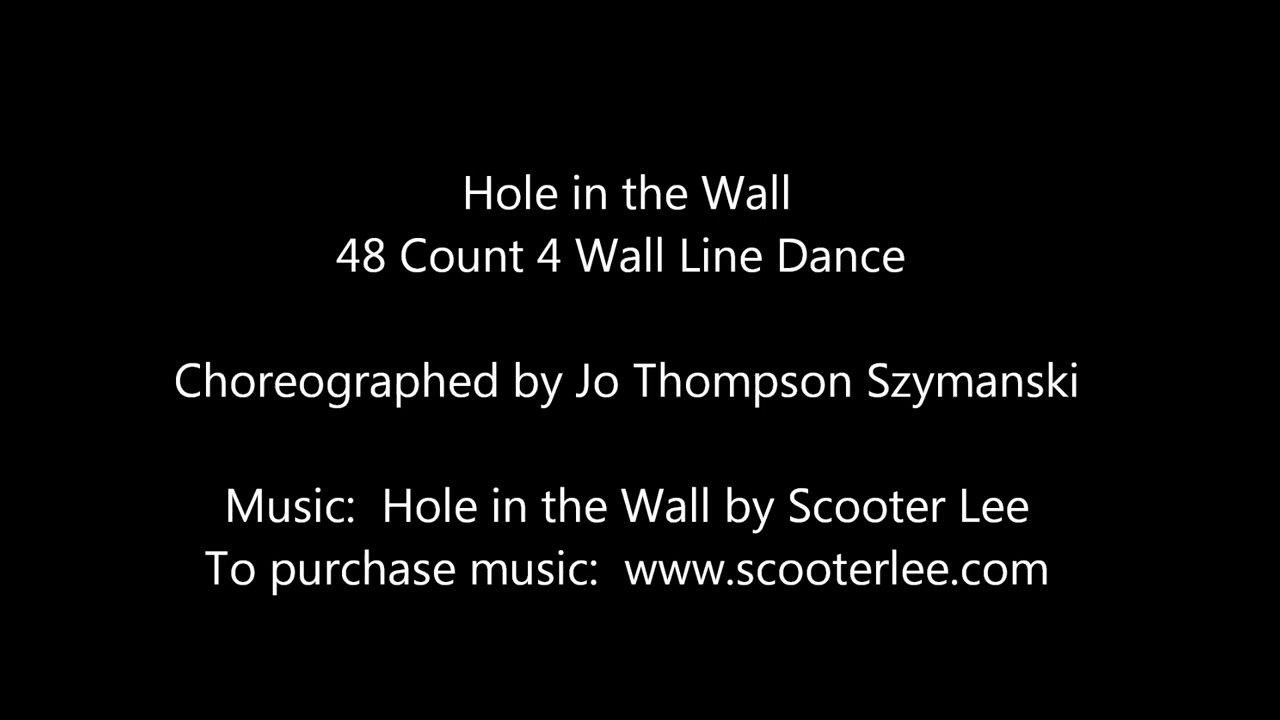 Hole in the Wall
48 Count 4 Wall Line Dance
Choreographed by Jo Thompson Szymanski
Music:  Hole in the Wall by Scooter Lee
To purchase music:  www.scooterlee.com